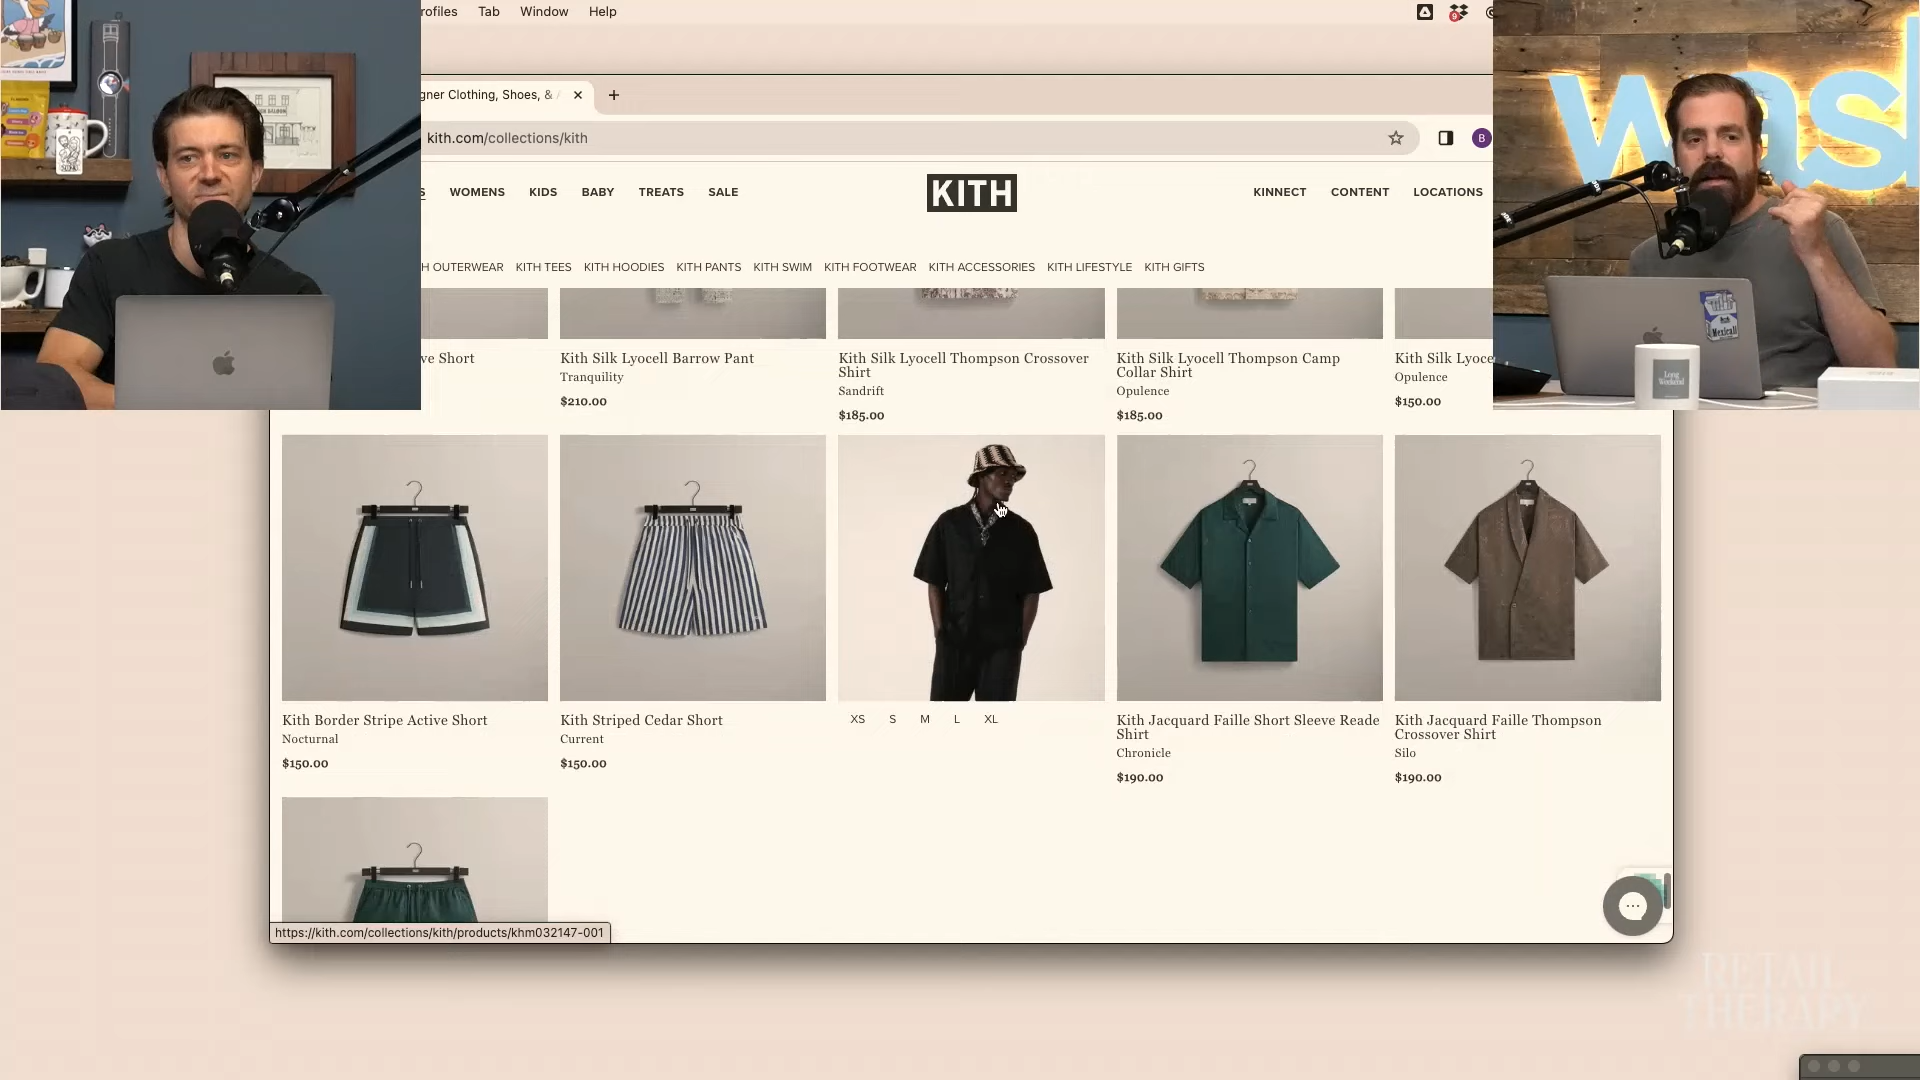 rofiles Tab Window Help
9
gner Clothing, Shoes, &
kith.com/collections/kith
B
WOMENS KIDS BABY TREATS SALE
KITH
KINNECT CONTENT LOCATIONS
H OUTERWEAR KITH TEES KITH HOODIES KITH PANTS KITH SWIM KITH FOOTWEAR KITH ACCESSORIES KITH LIFESTYLE KITH GIFTS
was
Mexicali
Long
Weekend
ve Short
Kith Silk Lyocell Barrow Pant
Tranquility
$210.00
Kith Silk Lyocell Thompson Crossover
Shirt
Sandrift
$185.00
Kith Silk Lyocell Thompson Camp
Collar Shirt
Opulence
$185.00
Kith Silk Lyoce
Opulence
$150.00
Kith Border Stripe Active Short
Nocturnal
$150.00
Kith Striped Cedar Short
Current
$150.00
XS S M L XL
Kith Jacquard Faille Short Sleeve Reade
Shirt
Chronicle
$190.00
Kith Jacquard Faille Thompson
Crossover Shirt
Silo
$190.00
https://kith.com/collections/kith/products/khm032147-001
RETAIL
THERAPY